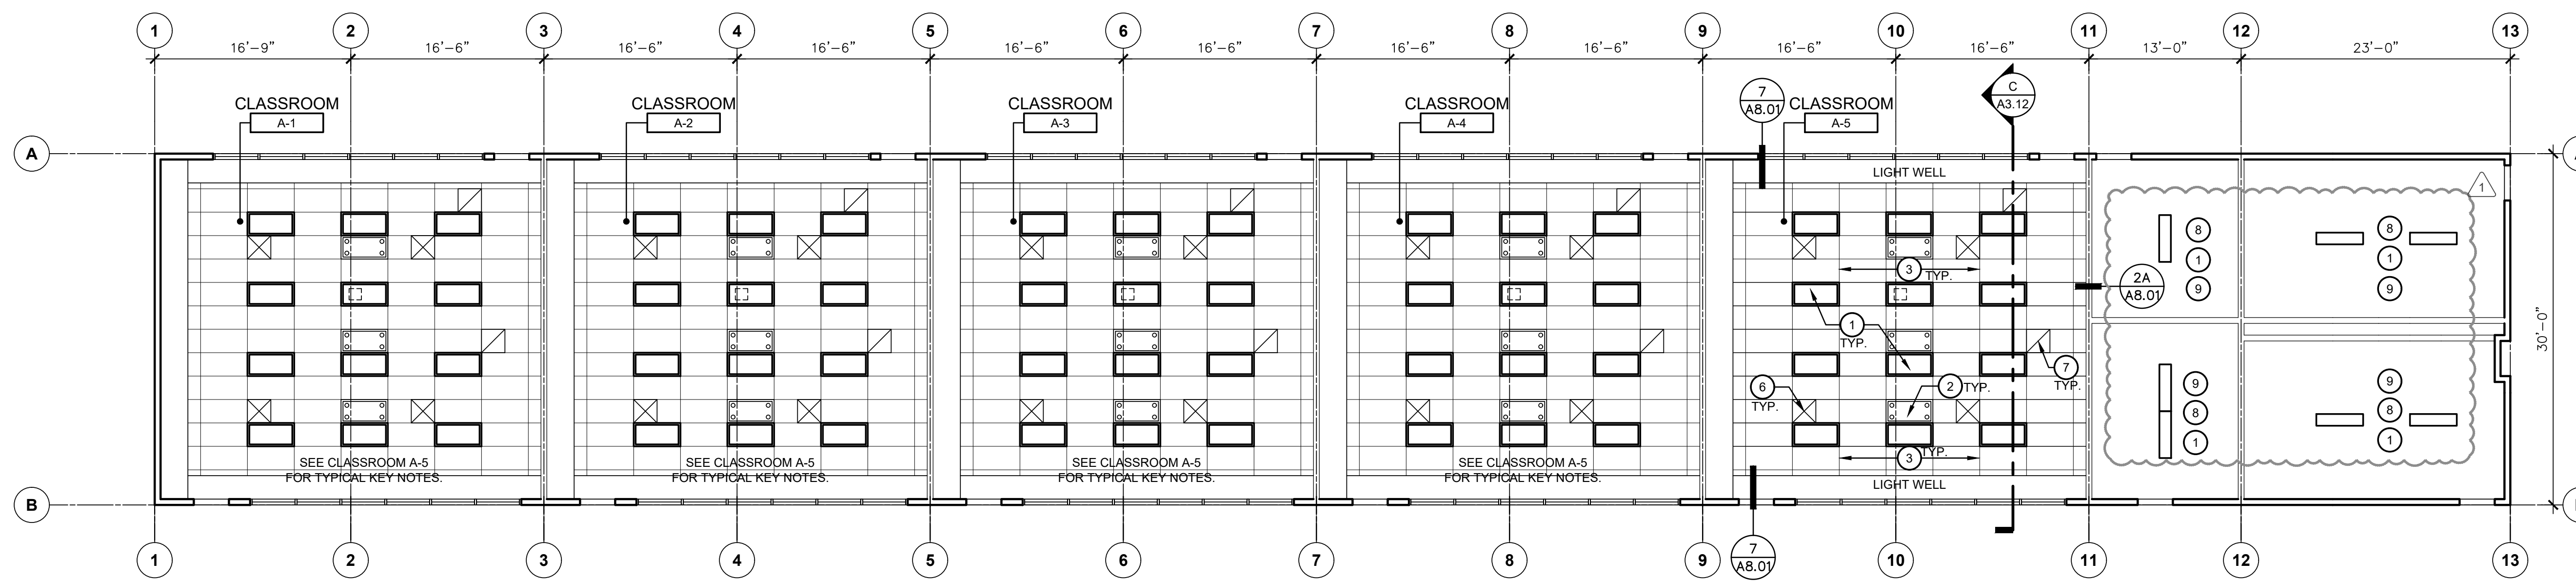 1 2 3 4 5 6 7 8 9 10 11 12 13
16'-9" 16'-6" 16'-6" 16'-6" 16'-6" 16'-6" 16'-6" 16'-6" 16'-6" 16'-6" 13'-0" 23'-0"
CLASSROOM
A-1
CLASSROOM
A-2
CLASSROOM
A-3
CLASSROOM
A-4
7
A8.01
CLASSROOM
A-5
C
A3.12
A
LIGHT WELL
1
8
1
9
8
1
9
3
TYP.
2A
A8.01
1
TYP.
30'-0"
7
TYP.
6
TYP.
2
TYP.
9
8
1
9
8
1
3
TYP.
SEE CLASSROOM A-5
FOR TYPICAL KEY NOTES.
SEE CLASSROOM A-5
FOR TYPICAL KEY NOTES.
SEE CLASSROOM A-5
FOR TYPICAL KEY NOTES.
SEE CLASSROOM A-5
FOR TYPICAL KEY NOTES.
LIGHT WELL
B
7
A8.01
1 2 3 4 5 6 7 8 9 10 11 12 13